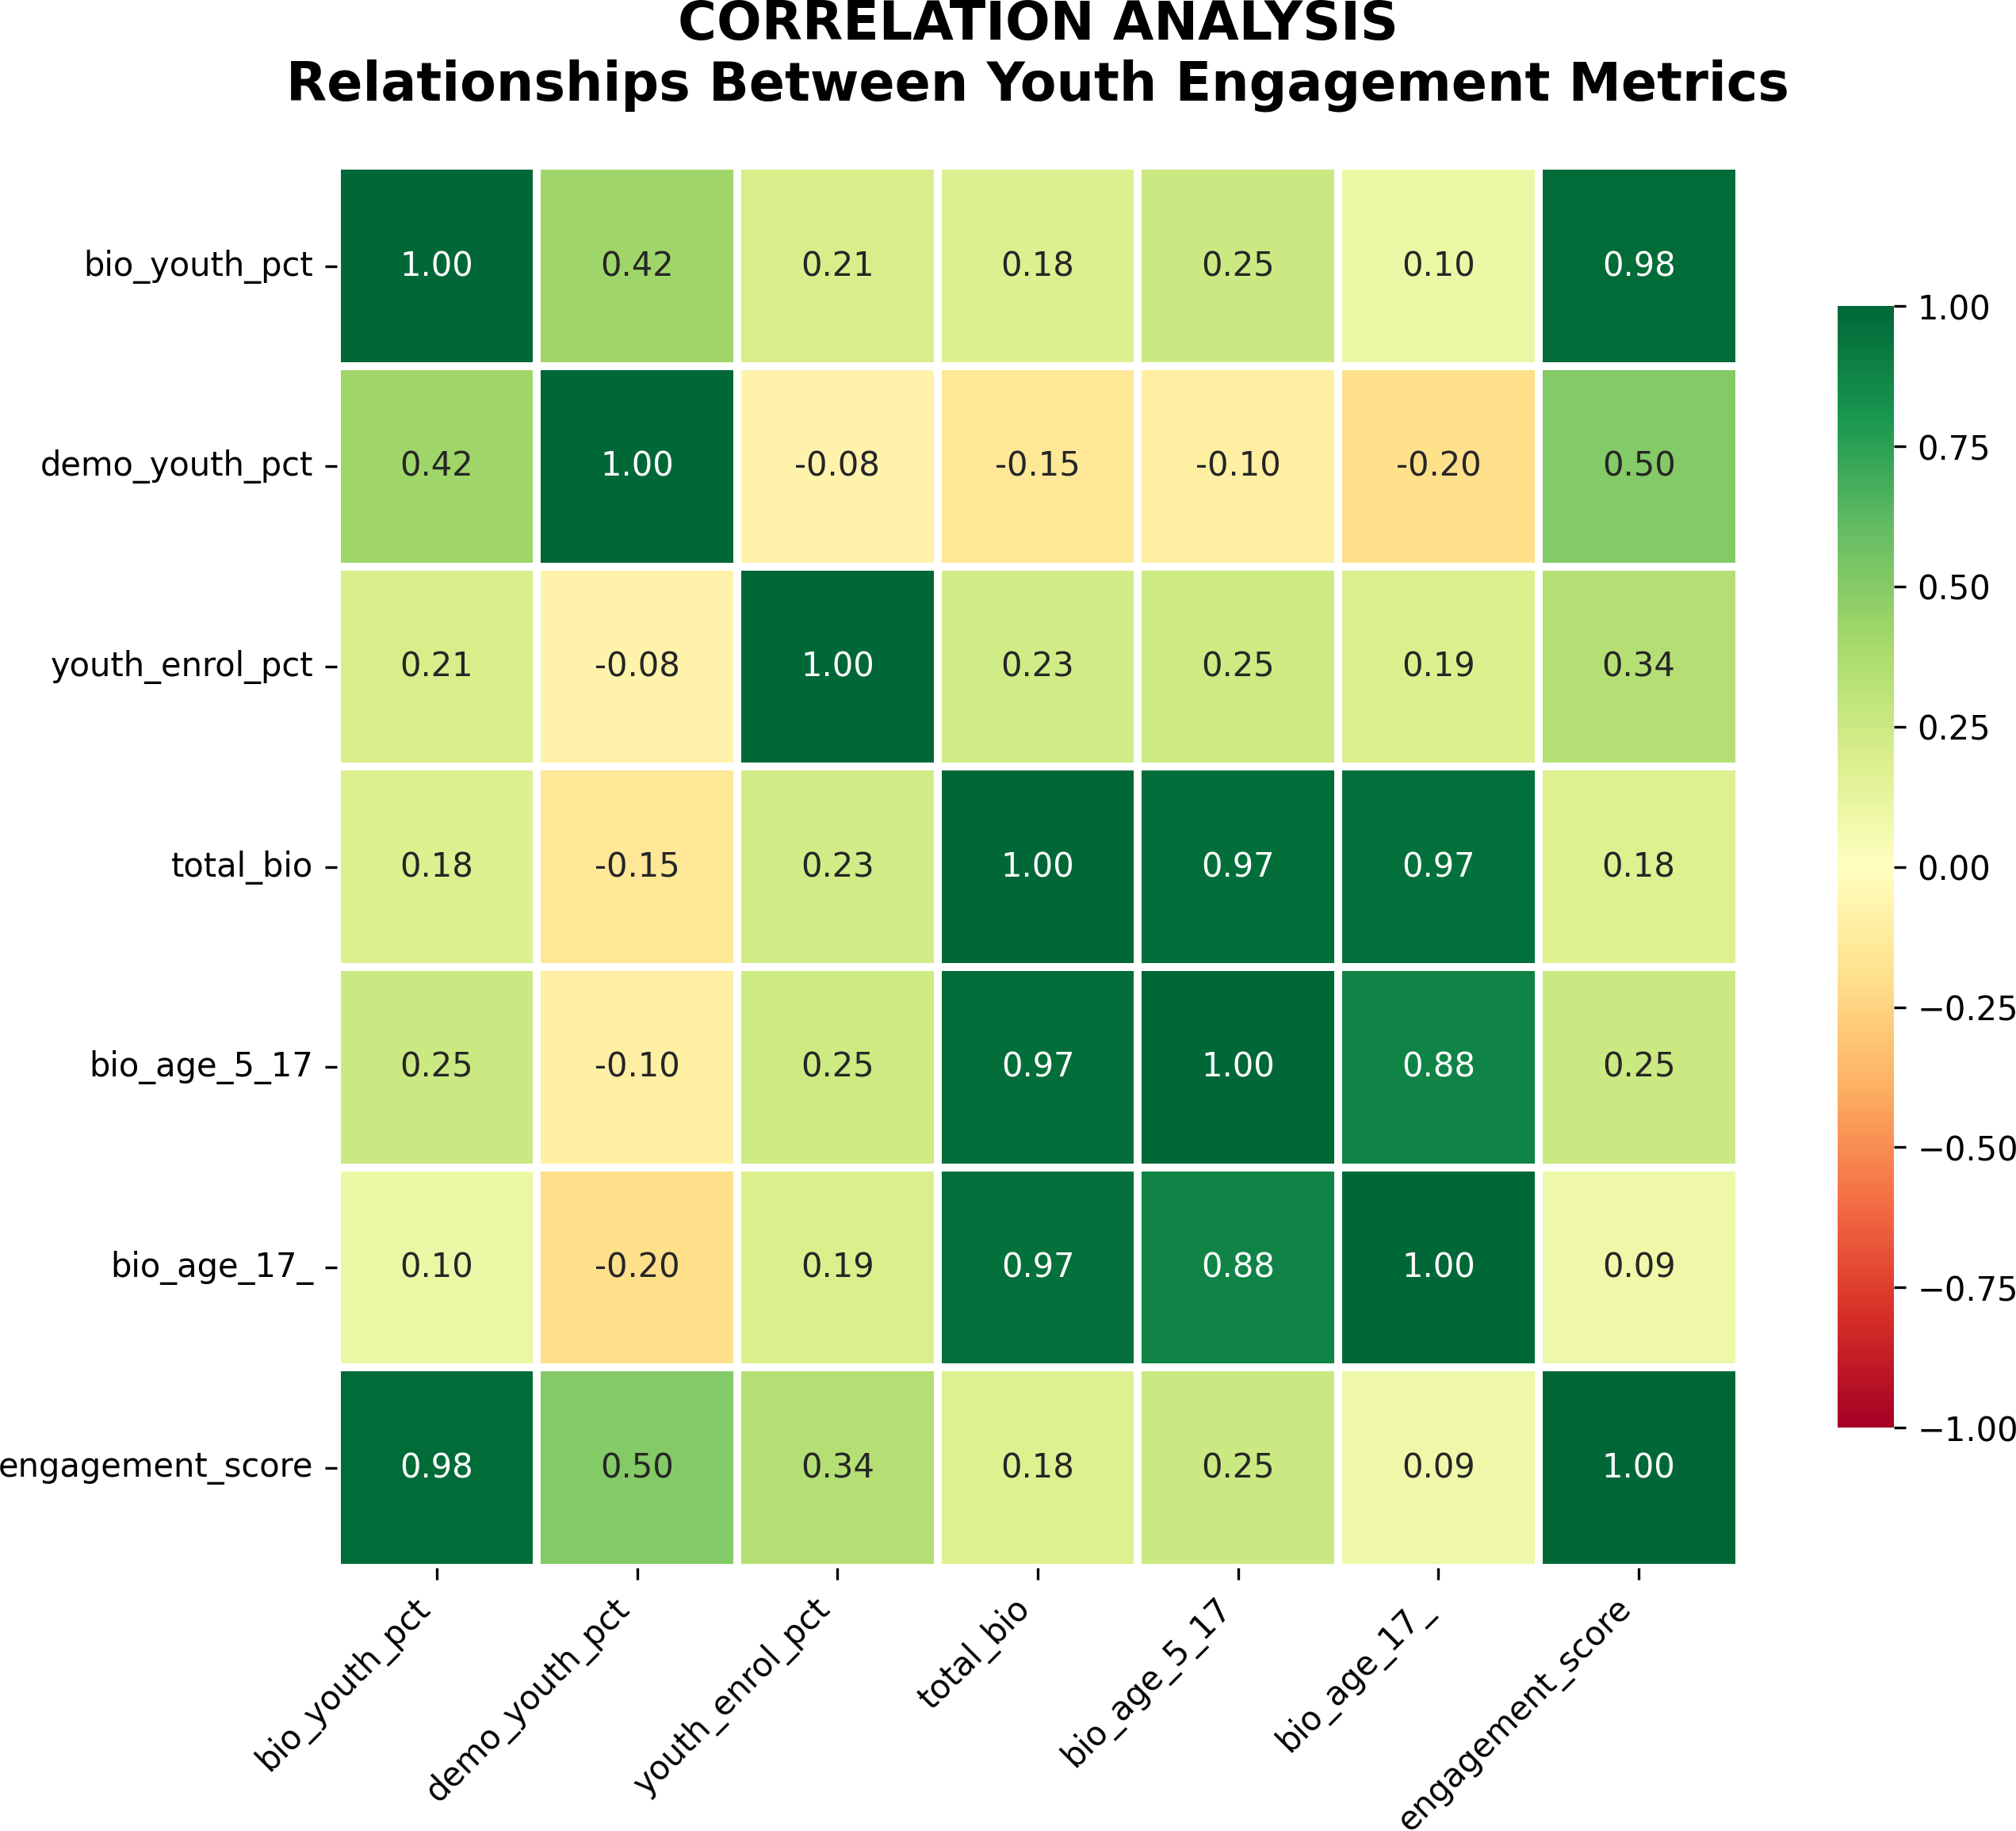 CORRELATION ANALYSIS
Relationships Between Youth Engagement Metrics
bio_youth_pct 1.00 0.42 0.21 0.18 0.25 0.10 0.98
demo_youth_pct 0.42 1.00 -0.08 -0.15 -0.10 -0.20 0.50
youth_enrol_pct 0.21 -0.08 1.00 0.23 0.25 0.19 0.34
total_bio 0.18 -0.15 0.23 1.00 0.97 0.97 0.18
bio_age_5_17 0.25 -0.10 0.25 0.97 1.00 0.88 0.25
bio_age_17_ 0.10 -0.20 0.19 0.97 0.88 1.00 0.09
engagement_score 0.98 0.50 0.34 0.18 0.25 0.09 1.00
bio_youth_pct demo_youth_pct youth_enrol_pct total_bio bio_age_5_17 bio_age_17_ engagement_score
1.00
0.75
0.50
0.25
0.00
−0.25
−0.50
−0.75
−1.00